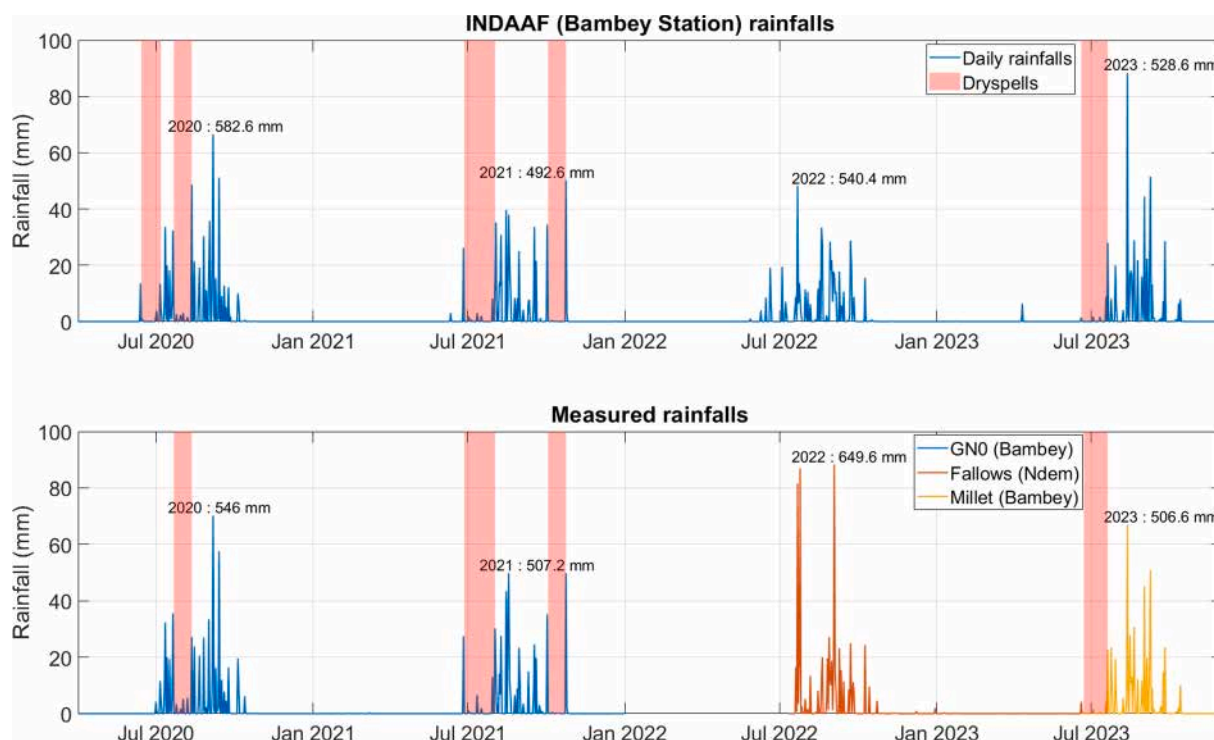 INDAAF (Bambey Station) rainfalls
100
80
60
40
20
0
Rainfall (mm)
2020 : 582.6 mm
2021 : 492.6 mm
2022 : 540.4 mm
2023 : 528.6 mm
Daily rainfalls
Dryspells
Jul 2020
Jan 2021
Jul 2021
Jan 2022
Jul 2022
Jan 2023
Jul 2023
Measured rainfalls
100
80
60
40
20
0
Rainfall (mm)
2020 : 546 mm
2021 : 507.2 mm
2022 : 649.6 mm
2023 : 506.6 mm
GN0 (Bambey)
Fallows (Ndem)
Millet (Bambey)
Jul 2020
Jan 2021
Jul 2021
Jan 2022
Jul 2022
Jan 2023
Jul 2023